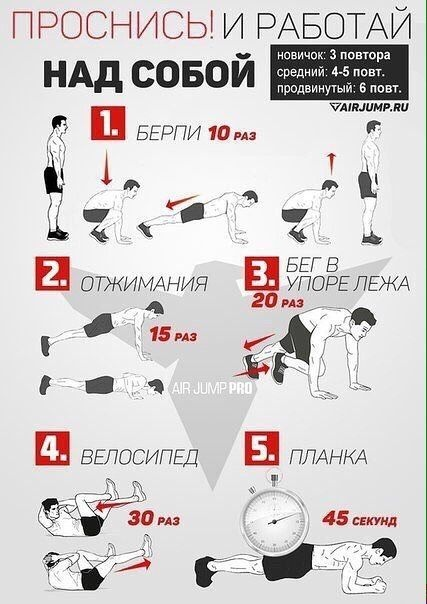 ПРОСНИСЬ! И РАБОТАЙ
НАД СОБОЙ
новичок: 3 повтора
средний: 4-5 повт.
продвинутый: 6 повт.
AIRJUMP.RU
1. БЕРПИ 10 РАЗ
2. ОТЖИМАНИЯ
15 РАЗ
3. БЕГ В
УПОРЕ ЛЕЖА
20 РАЗ
AIR JUMP PRO
4. ВЕЛОСИПЕД
30 РАЗ
5. ПЛАНКА
45 СЕКУНД